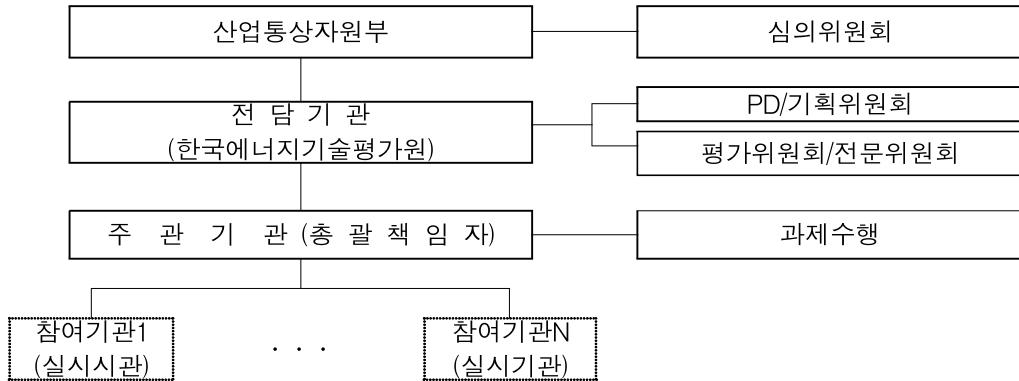 산업통상자원부
심의위원회
전 담 기 관
(한국에너지기술평가원)
PD/기획위원회
평가위원회/전문위원회
주 관 기 관 (총 괄 책 임 자)
과제수행
참여기관1
(실시시관)
. . .
참여기관N
(실시기관)